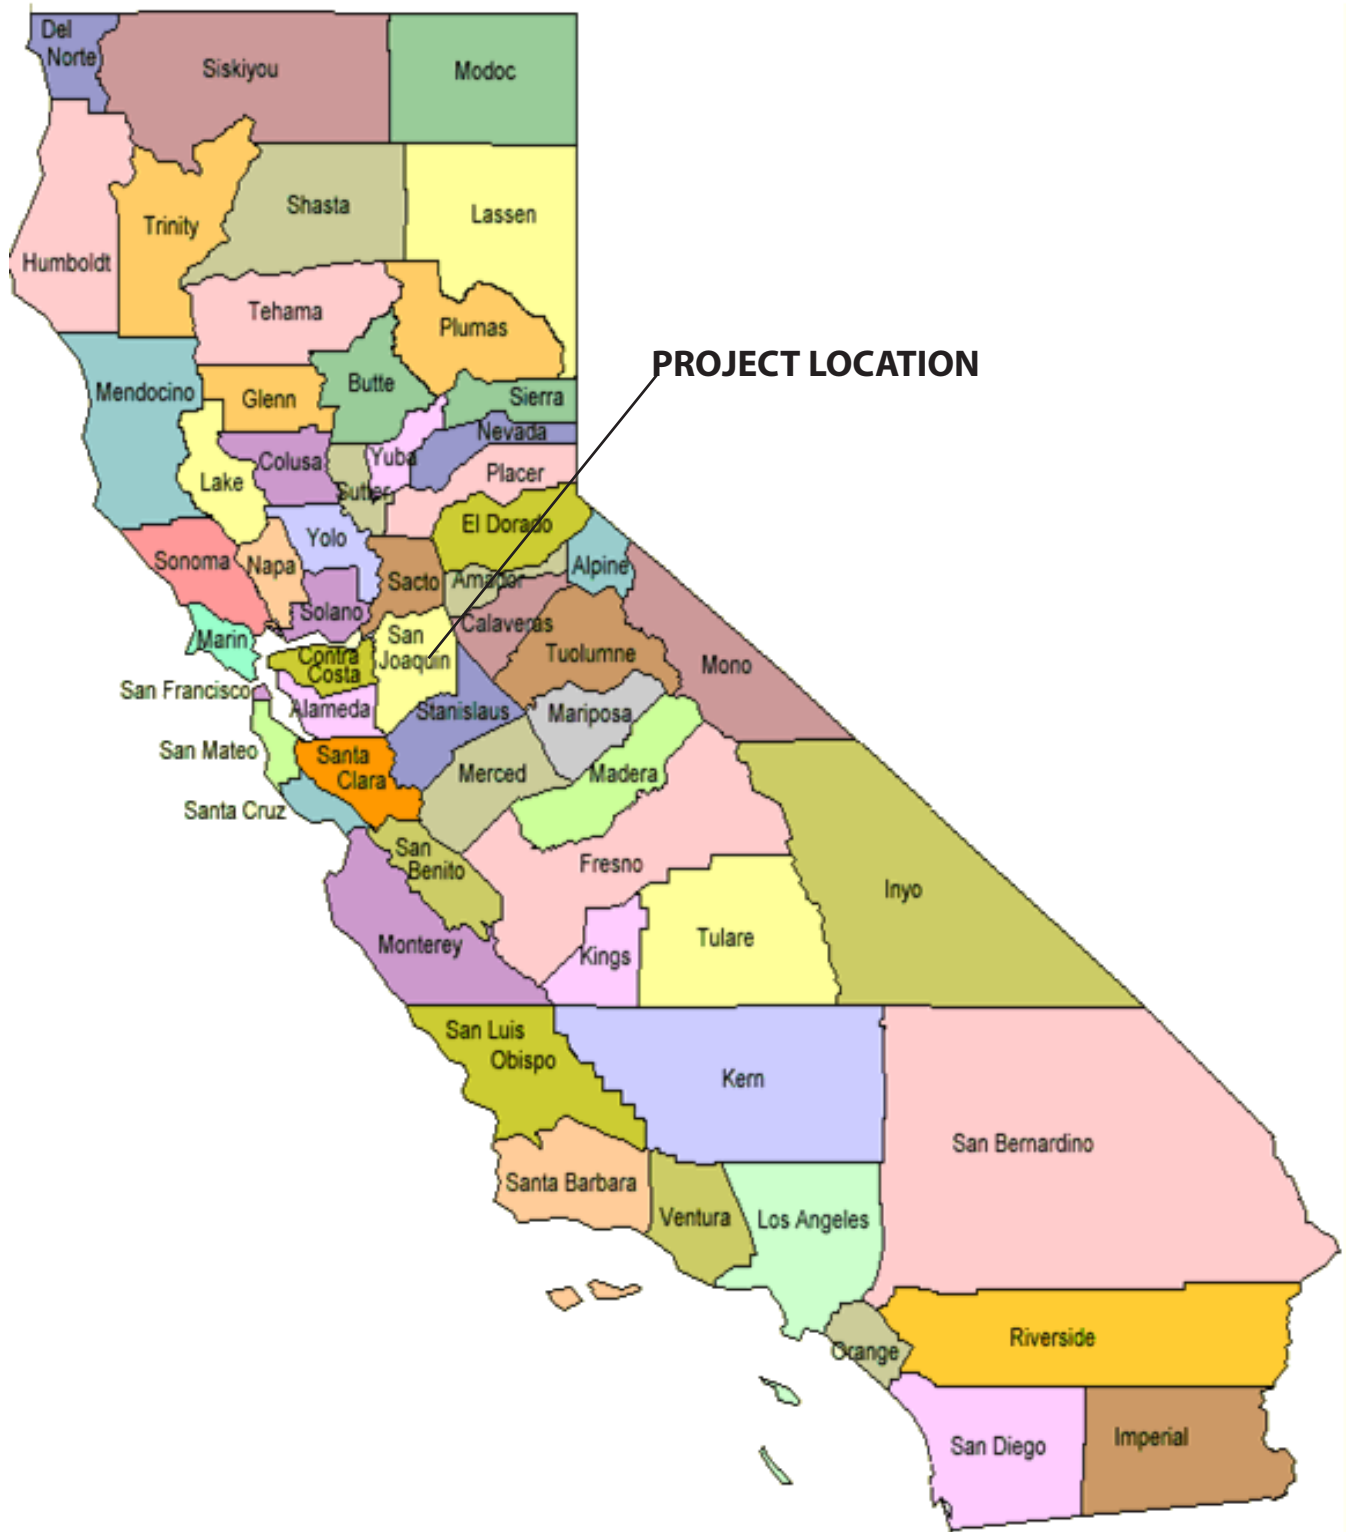 Del
Norte
Siskiyou
Modoc
Humboldt
Trinity
Shasta
Lassen
Tehama
Plumas
PROJECT LOCATION
Mendocino
Glenn
Butte
Sierra
Nevada
Lake
Colusa
Yuba
Sutter
Placer
El Dorado
Sonoma
Napa
Yolo
Sacto
Amador
Alpine
Solano
Marin
San
Joaquin
Calaveras
Tuolumne
Mono
Contra
Costa
San Francisco
Alameda
Stanislaus
Mariposa
San Mateo
Santa
Clara
Merced
Madera
Santa Cruz
San
Benito
Fresno
Inyo
Monterey
Kings
Tulare
San Luis
Obispo
Kern
San Bernardino
Santa Barbara
Ventura
Los Angeles
Orange
Riverside
San Diego
Imperial